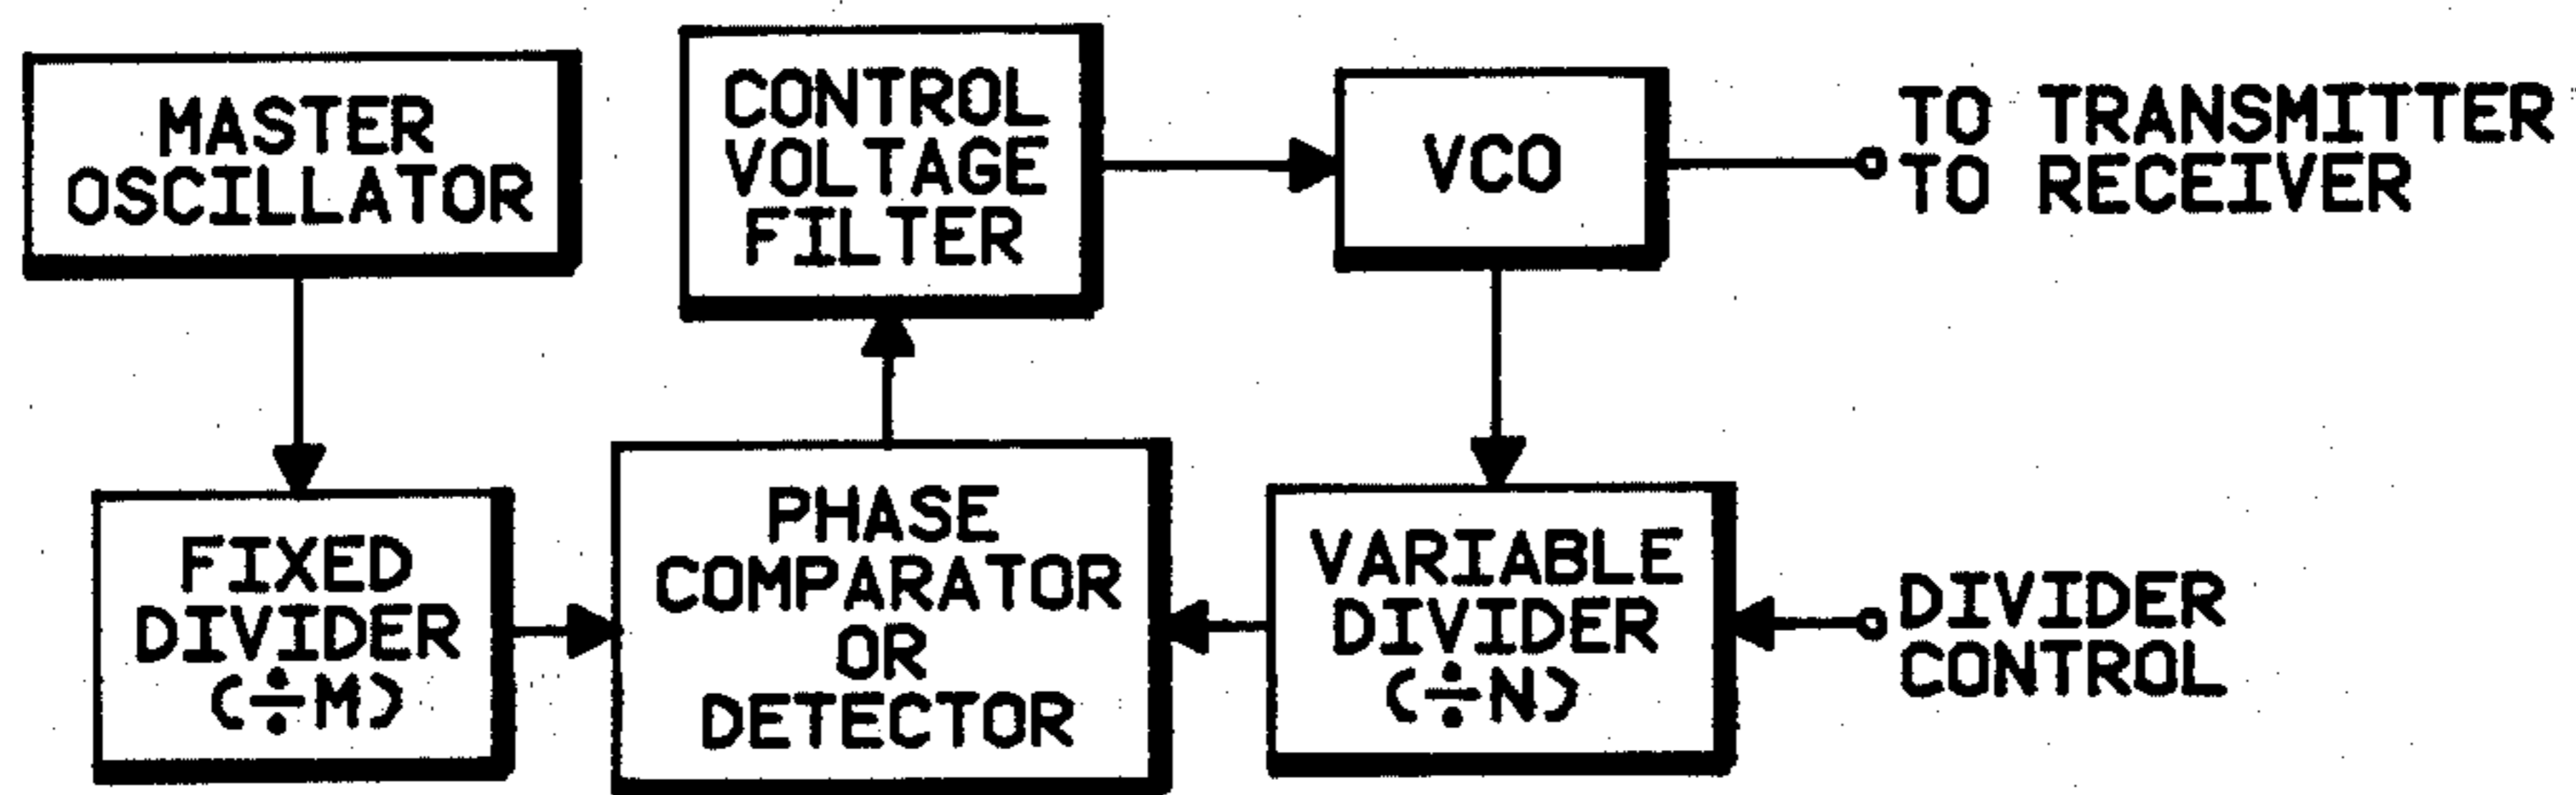 MASTER
OSCILLATOR
CONTROL
VOLTAGE
FILTER
VCO
TO TRANSMITTER
TO RECEIVER
FIXED
DIVIDER
(÷M)
PHASE
COMPARATOR
OR
DETECTOR
VARIABLE
DIVIDER
(÷N)
DIVIDER
CONTROL